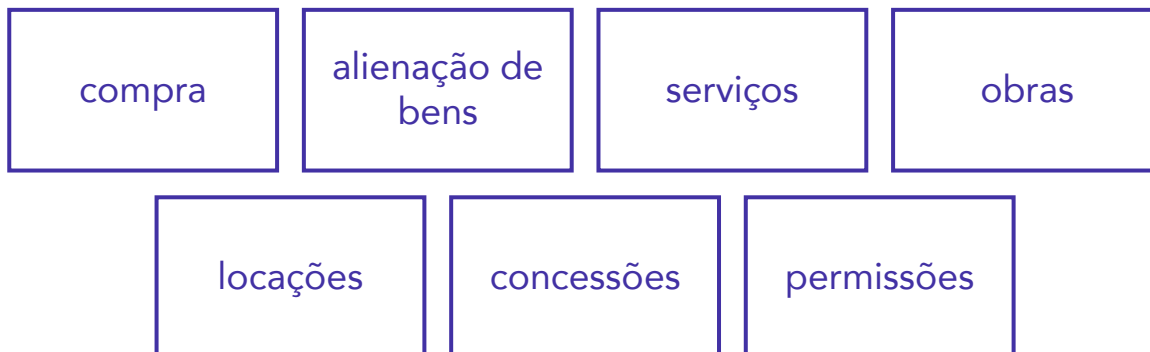 compra
alienação de
bens
serviços
obras
locações
concessões
permissões